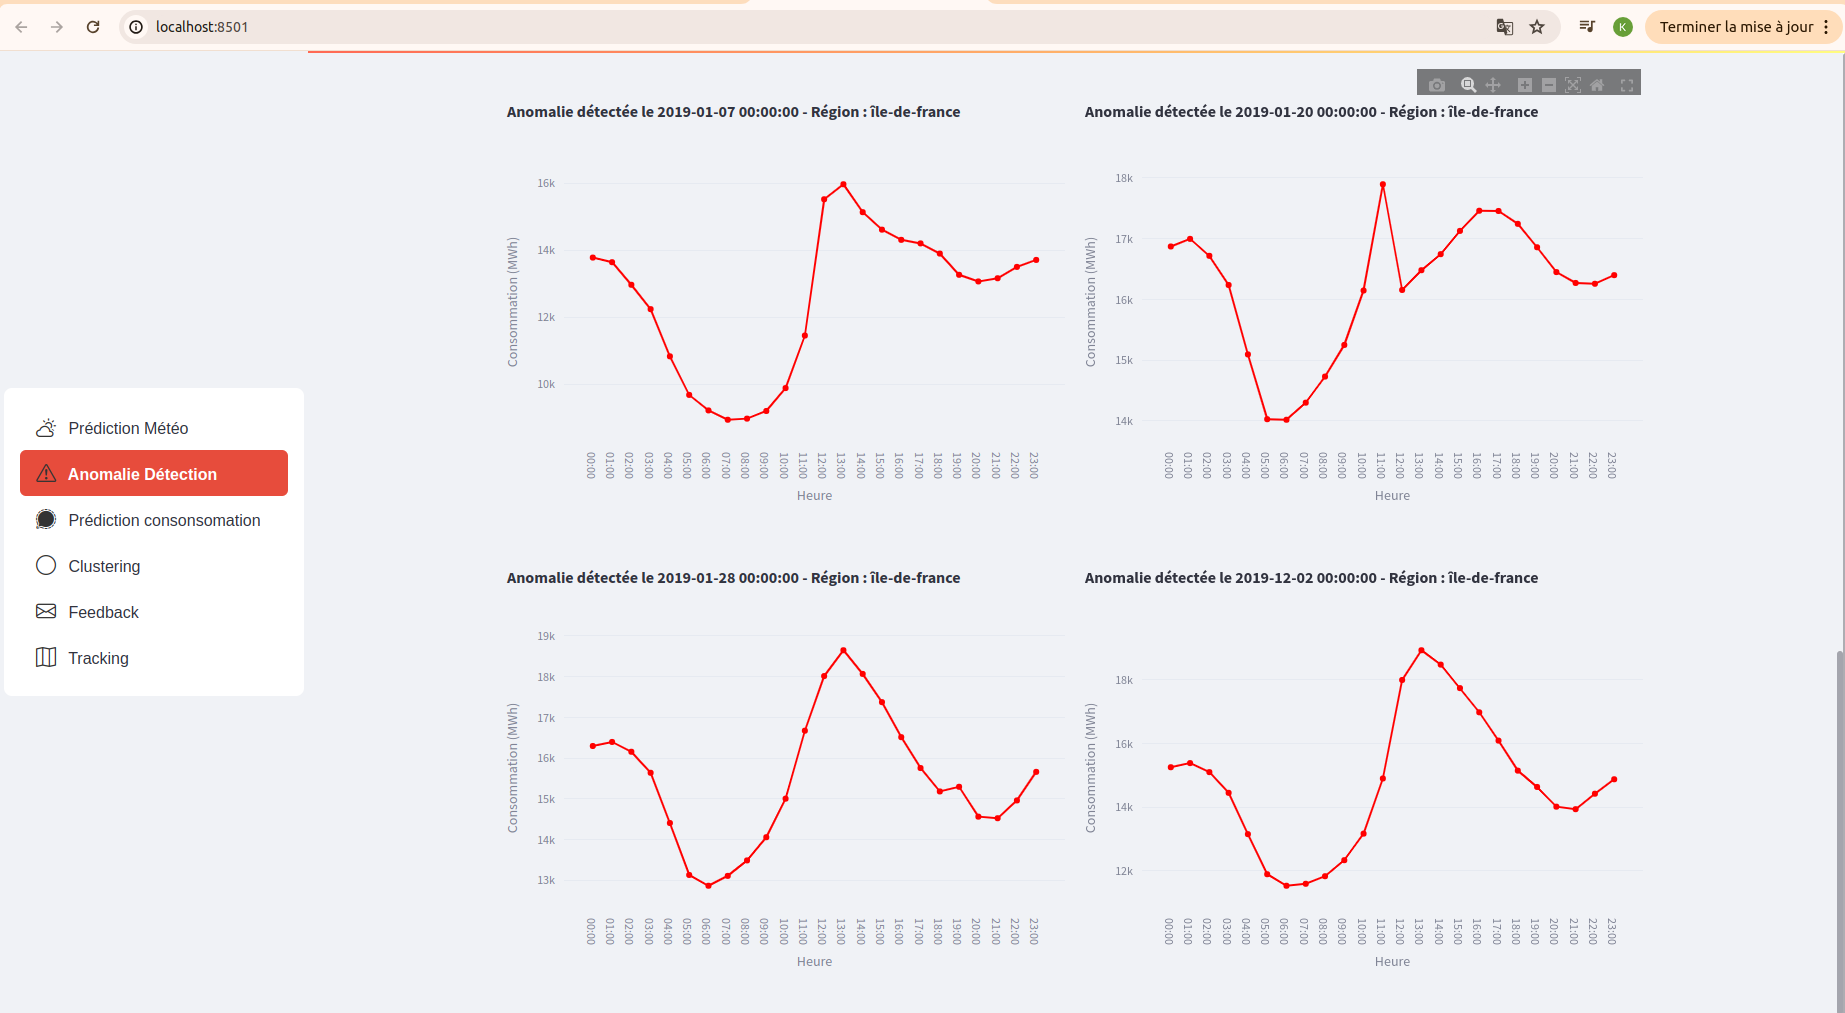 localhost:8501
K
Terminer la mise à jour
Prédiction Météo
Anomalie Détection
Prédiction consonsomation
Clustering
Feedback
Tracking
Anomalie détectée le 2019-01-07 00:00:00 - Région : île-de-france
Consommation (MWh)
16k
14k
12k
10k
00:00 01:00 02:00 03:00 04:00 05:00 06:00 07:00 08:00 09:00 10:00 11:00 12:00 13:00 14:00 15:00 16:00 17:00 18:00 19:00 20:00 21:00 22:00 23:00
Heure
Anomalie détectée le 2019-01-20 00:00:00 - Région : île-de-france
Consommation (MWh)
18k
17k
16k
15k
14k
00:00 01:00 02:00 03:00 04:00 05:00 06:00 07:00 08:00 09:00 10:00 11:00 12:00 13:00 14:00 15:00 16:00 17:00 18:00 19:00 20:00 21:00 22:00 23:00
Heure
Anomalie détectée le 2019-01-28 00:00:00 - Région : île-de-france
Consommation (MWh)
19k
18k
17k
16k
15k
14k
13k
00:00 01:00 02:00 03:00 04:00 05:00 06:00 07:00 08:00 09:00 10:00 11:00 12:00 13:00 14:00 15:00 16:00 17:00 18:00 19:00 20:00 21:00 22:00 23:00
Heure
Anomalie détectée le 2019-12-02 00:00:00 - Région : île-de-france
Consommation (MWh)
18k
16k
14k
12k
00:00 01:00 02:00 03:00 04:00 05:00 06:00 07:00 08:00 09:00 10:00 11:00 12:00 13:00 14:00 15:00 16:00 17:00 18:00 19:00 20:00 21:00 22:00 23:00
Heure